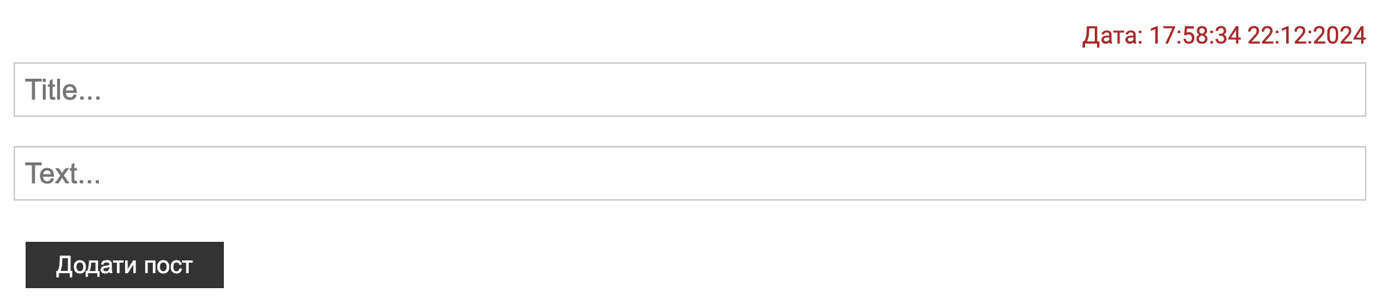 Дата: 17:58:34 22:12:2024
Title...
Text...
Додати пост